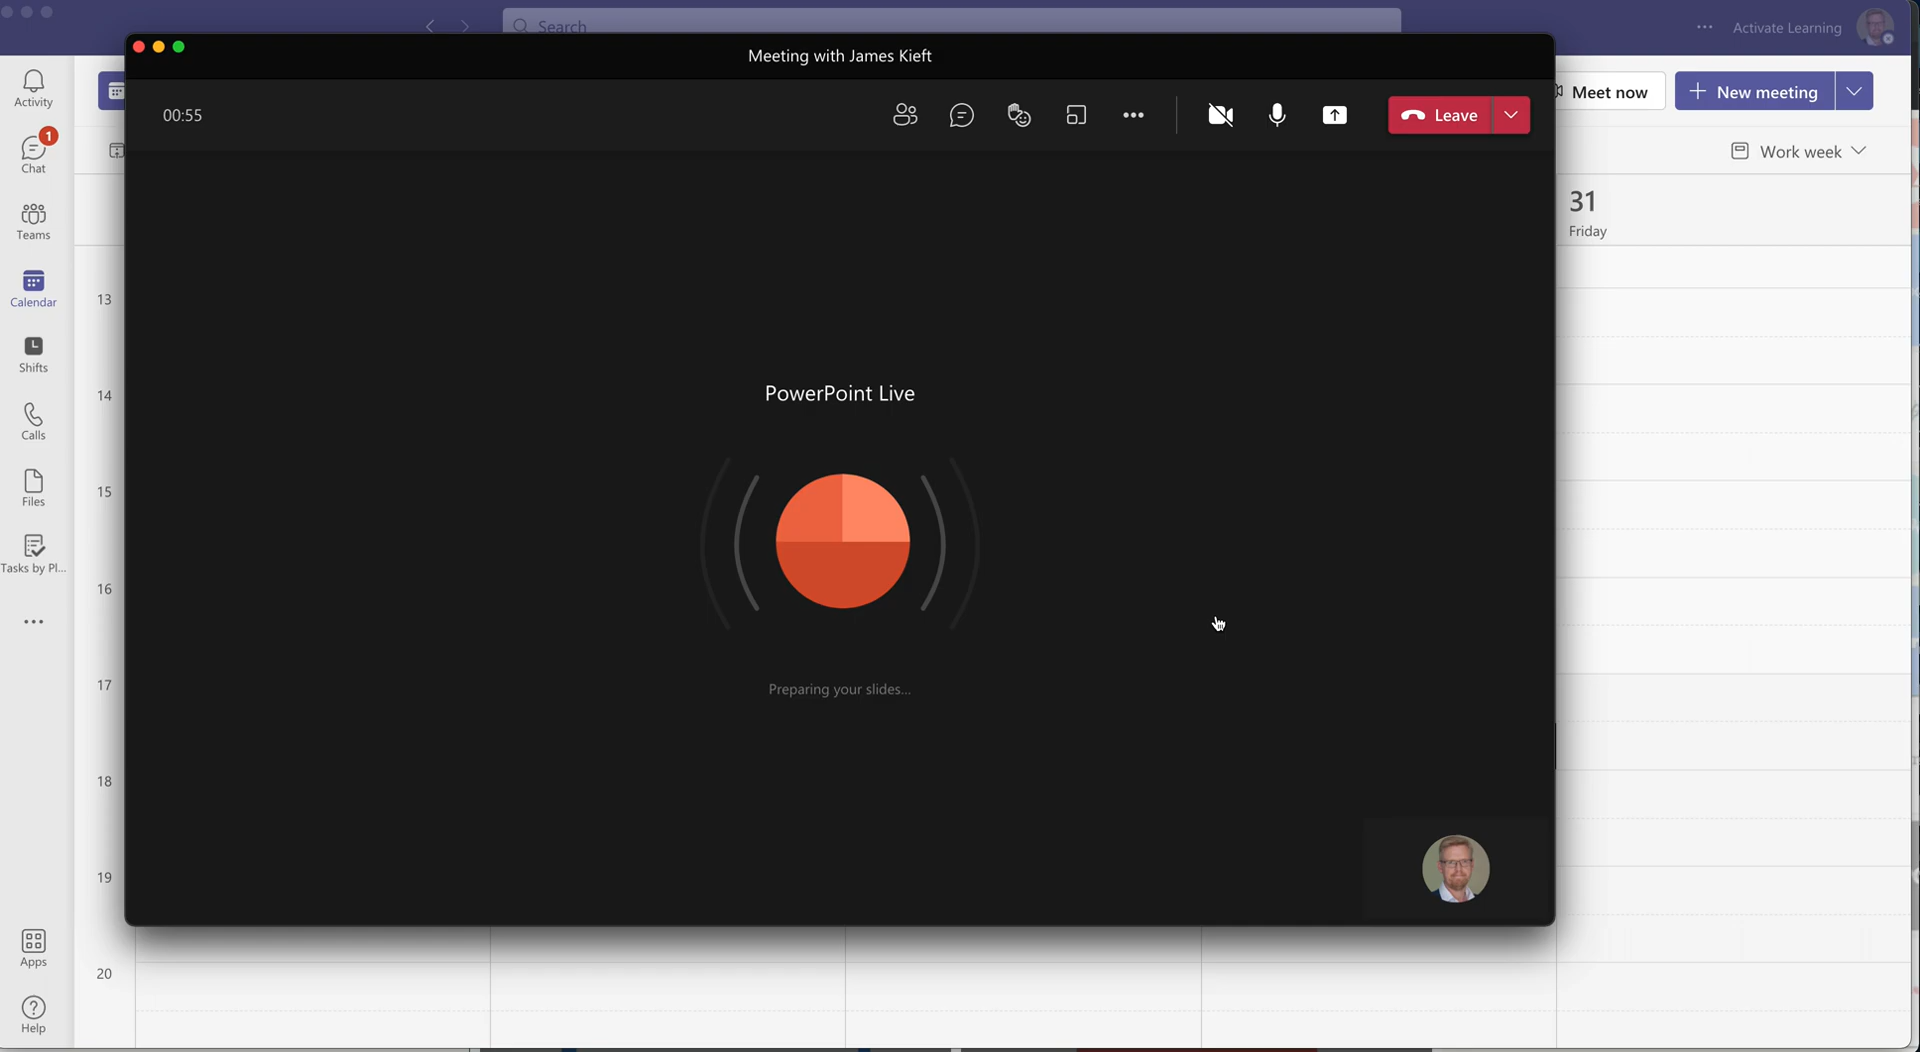 Search
Activate Learning
Meeting with James Kieft
00:55
Leave
Meet now
New meeting
Work week
31
Friday
Activity
1
Chat
Teams
Calendar
Shifts
Calls
Files
Tasks by Pl...
Apps
Help
13
14
15
16
17
18
19
20
PowerPoint Live
Preparing your slides...